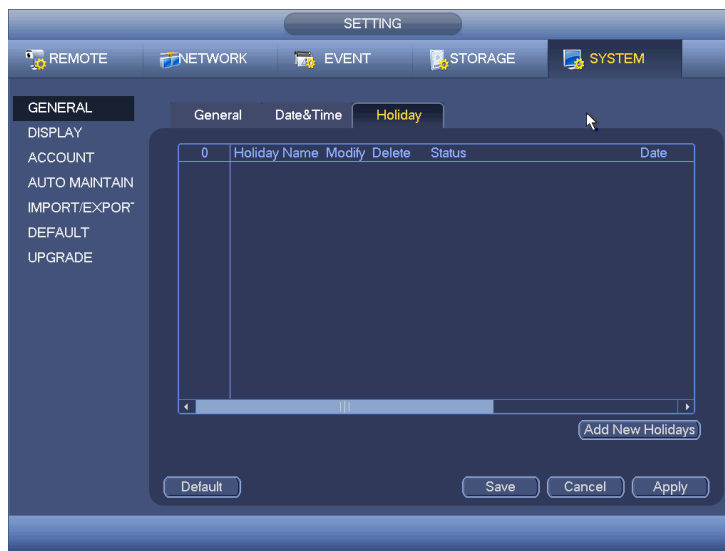 SETTING
REMOTE NETWORK EVENT STORAGE SYSTEM
GENERAL
DISPLAY
ACCOUNT
AUTO MAINTAIN
IMPORT/EXPORT
DEFAULT
UPGRADE
General Date&Time Holiday
0 Holiday Name Modify Delete Status Date
Add New Holidays
Default Save Cancel Apply